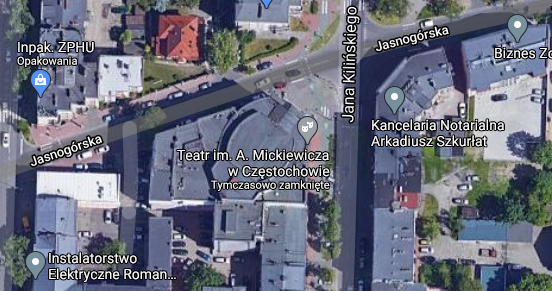 Jasnogórska
Biznes Zo
Inpak. ZPHU
Opakowania
Jana Kilińskiego
Kancelaria Notarialna
Arkadiusz Szkurłat
Jasnogórska
Teatr im. A. Mickiewicza
w Częstochowie
Tymczasowo zamknięte
Instalatorstwo
Elektryczne Roman...